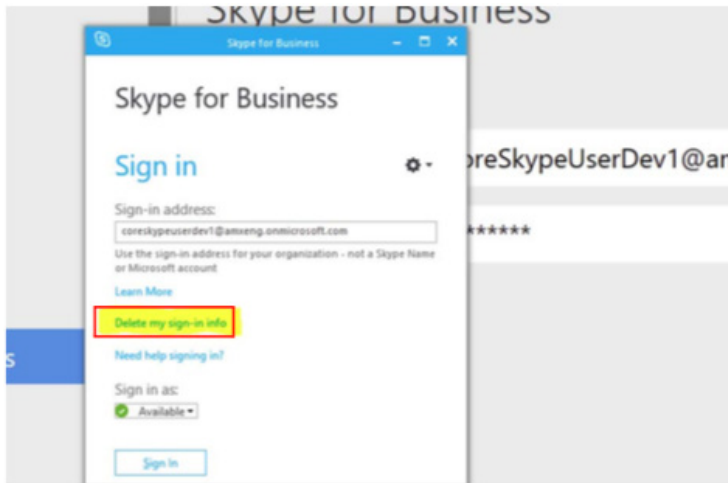 Skype for Business
Skype for Business
Skype for Business
Sign in
oreSkypeUserDev1@am
Sign-in address:
coreskypeuserdev1@amxeng.onmicrosoft.com
*******
Use the sign-in address for your organization - not a Skype Name
or Microsoft account
Learn More
Delete my sign-in info
Need help signing in?
s
Sign in as:
Available
Sign In